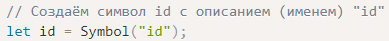 // Создаём символ id с описанием (именем) "id"
let id = Symbol("id");